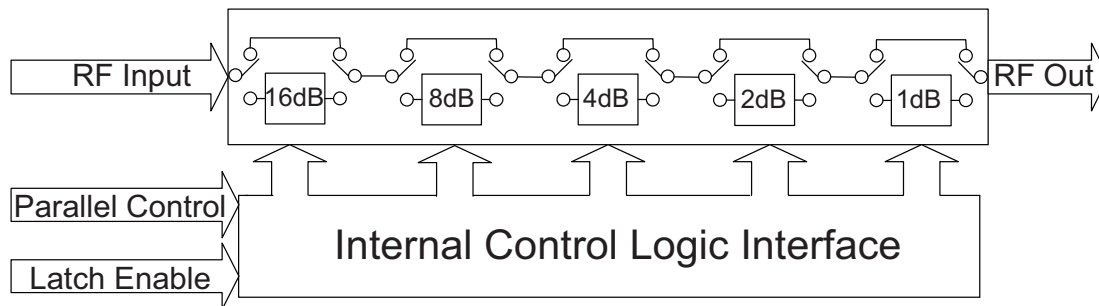 RF Input
16dB
8dB
4dB
2dB
1dB
RF Out
Parallel Control
Internal Control Logic Interface
Latch Enable